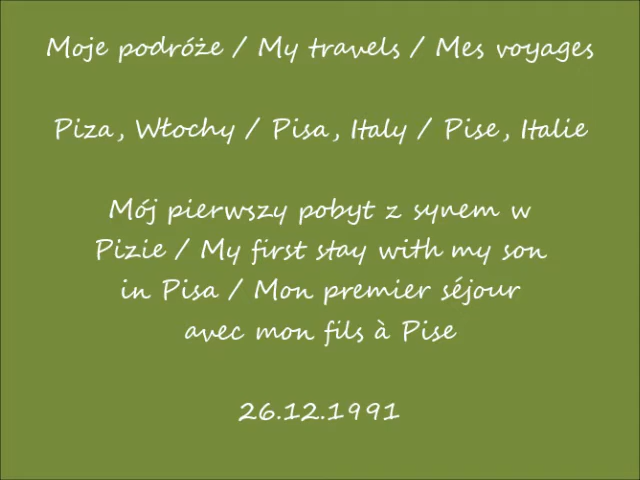 Moje podróże / My travels / Mes voyages
Piza, Włochy / Pisa, Italy / Pise, Italie
Mój pierwszy pobyt z synem w
Pizie / My first stay with my son
in Pisa / Mon premier séjour
avec mon fils à Pise
26.12.1991